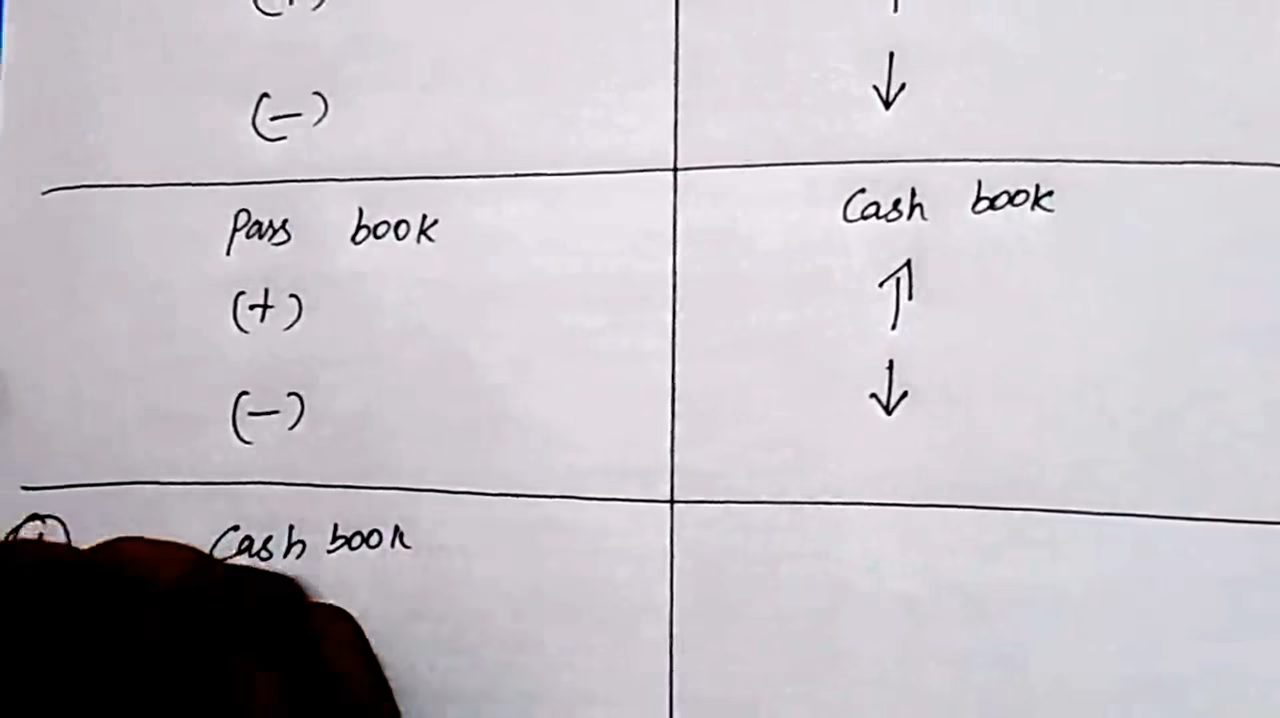 (-) ↓
Pass book Cash book
(+) ↑
(-) ↓
Cash book